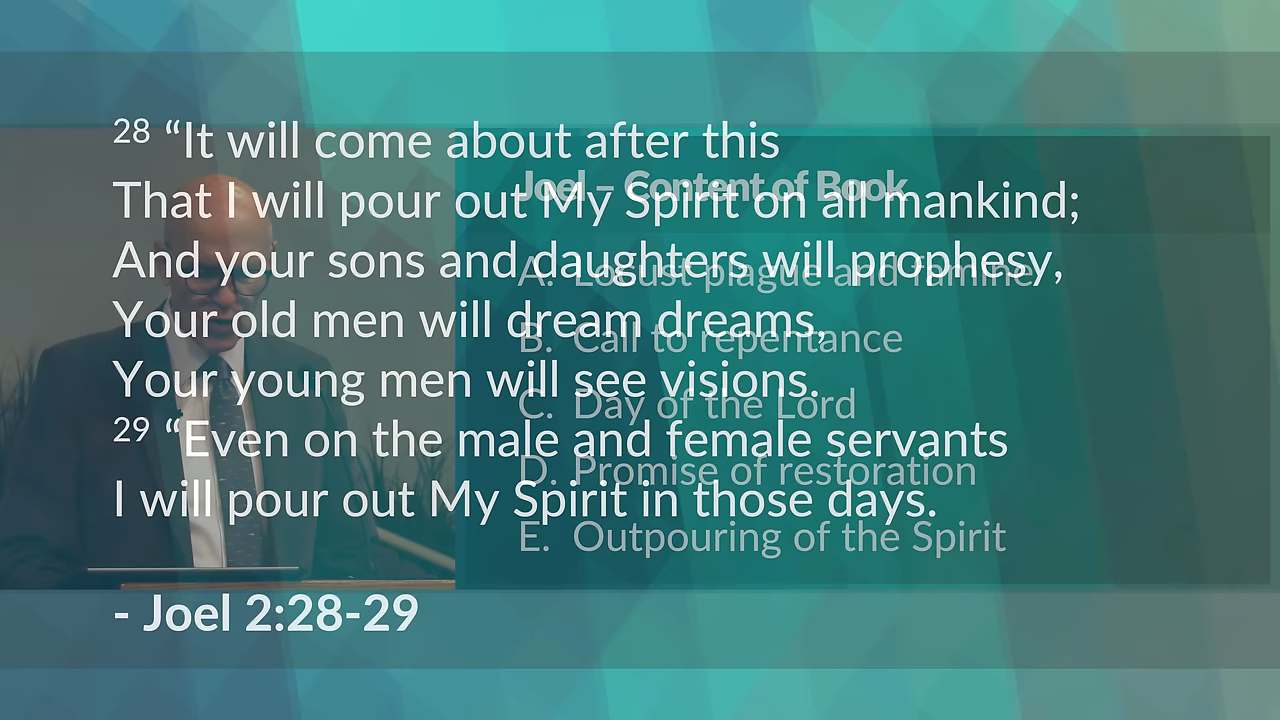 28 “It will come about after this
That I will pour out My Spirit on all mankind;
And your sons and daughters will prophesy,
Your old men will dream dreams,
Your young men will see visions.
29 “Even on the male and female servants
I will pour out My Spirit in those days.
- Joel 2:28-29
Joel – Content of Book
A. Locust plague and famine
B. Call to repentance
C. Day of the Lord
D. Promise of restoration
E. Outpouring of the Spirit